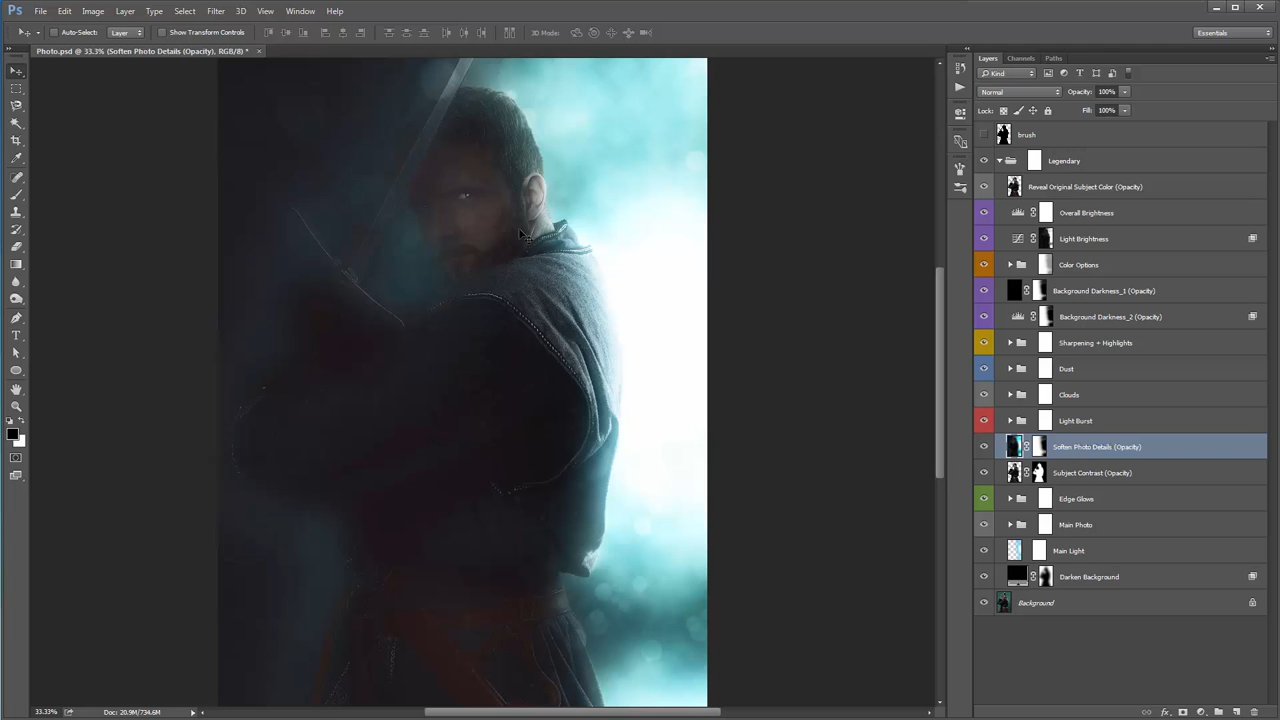 Ps File Edit Image Layer Type Select Filter 3D View Window Help
Auto-Select: Layer Show Transform Controls 3D Mode: Essentials
Photo.psd @ 33.3% (Soften Photo Details (Opacity), RGB/8) * ×
Layers Channels Paths
Kind
Normal Opacity: 100%
Lock: Fill: 100%
brush
Legendary
Reveal Original Subject Color (Opacity)
Overall Brightness
Light Brightness
Color Options
Background Darkness_1 (Opacity)
Background Darkness_2 (Opacity)
Sharpening + Highlights
Dust
Clouds
Light Burst
Soften Photo Details (Opacity)
Subject Contrast (Opacity)
Edge Glows
Main Photo
Main Light
Darken Background
Background
33.33% Doc: 20.9M/734.6M